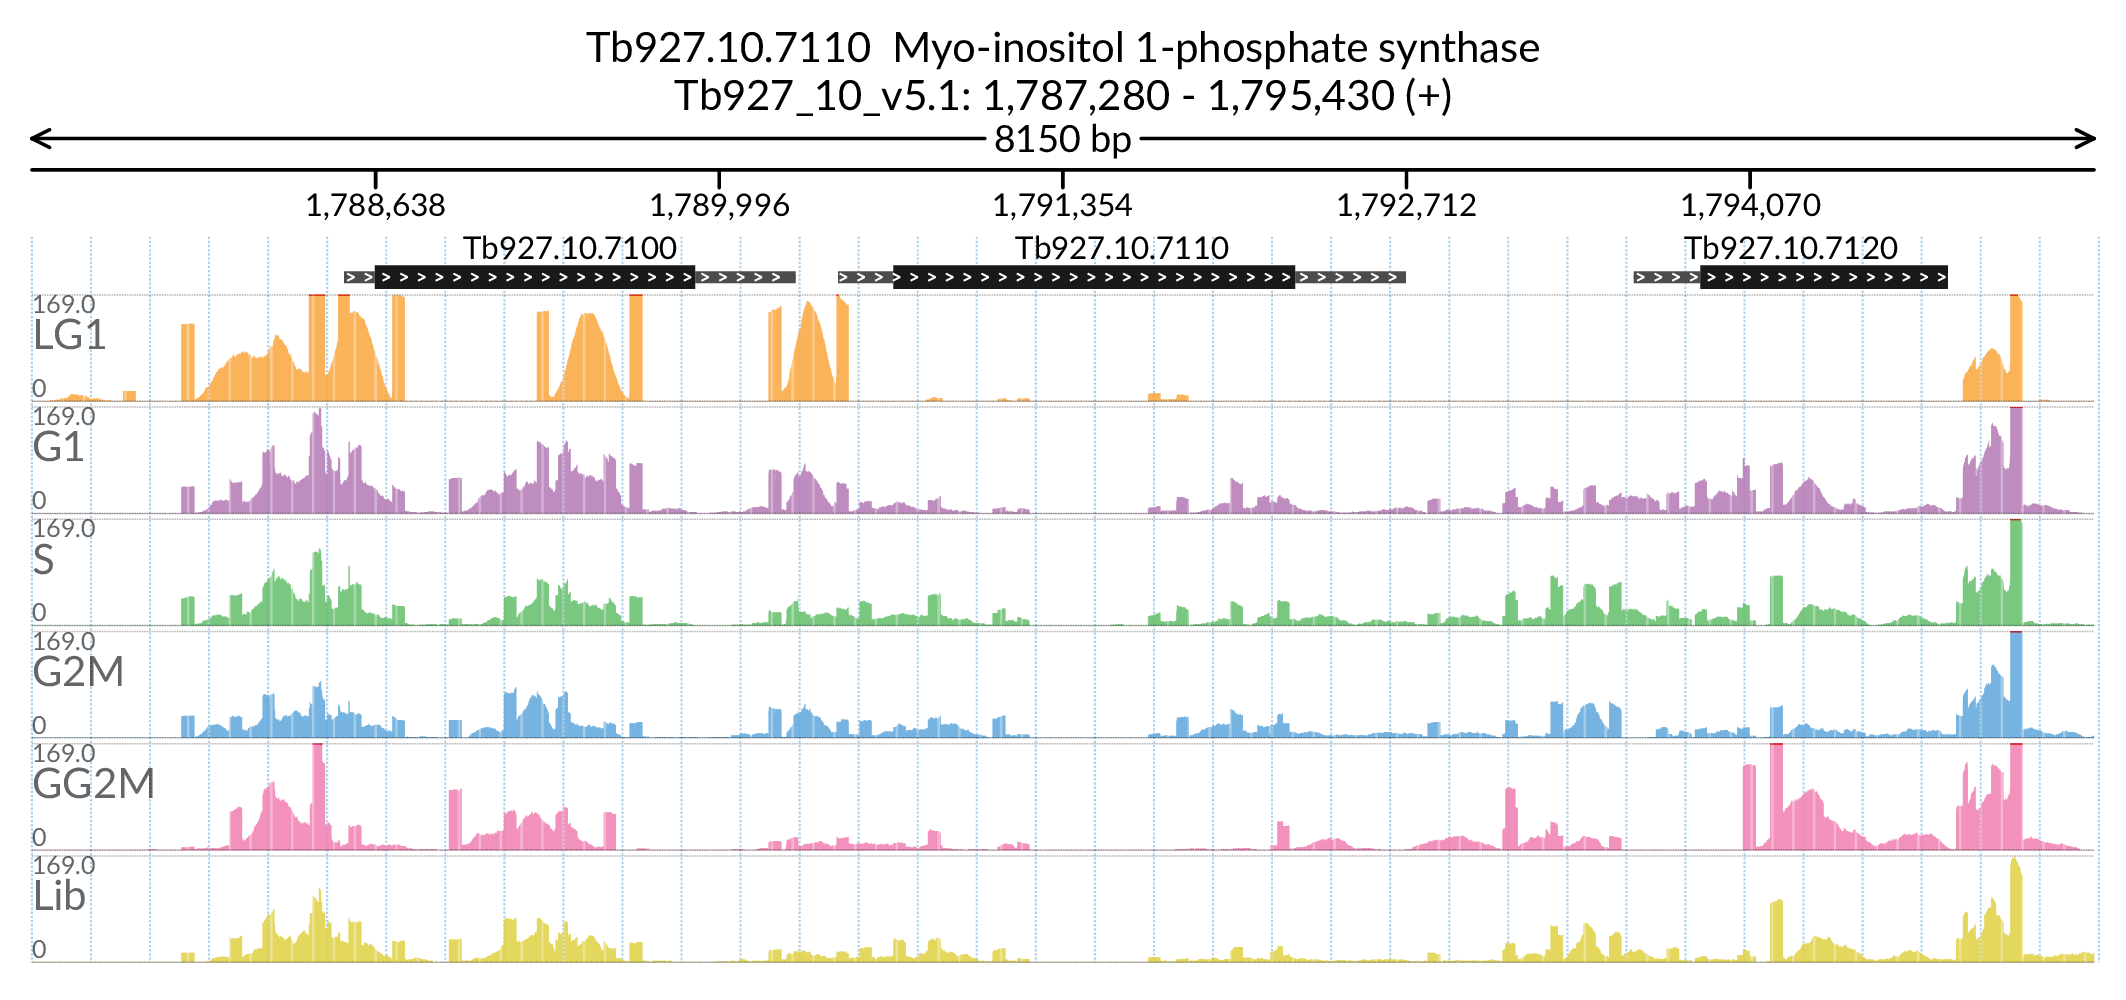 Tb927.10.7110  Myo-inositol 1-phosphate synthase
Tb927_10_v5.1: 1,787,280 - 1,795,430 (+)
8150 bp
1,788,638 1,789,996 1,791,354 1,792,712 1,794,070
Tb927.10.7100 Tb927.10.7110 Tb927.10.7120
169.0
LG1
0
169.0
G1
0
169.0
S
0
169.0
G2M
0
169.0
GG2M
0
169.0
Lib
0